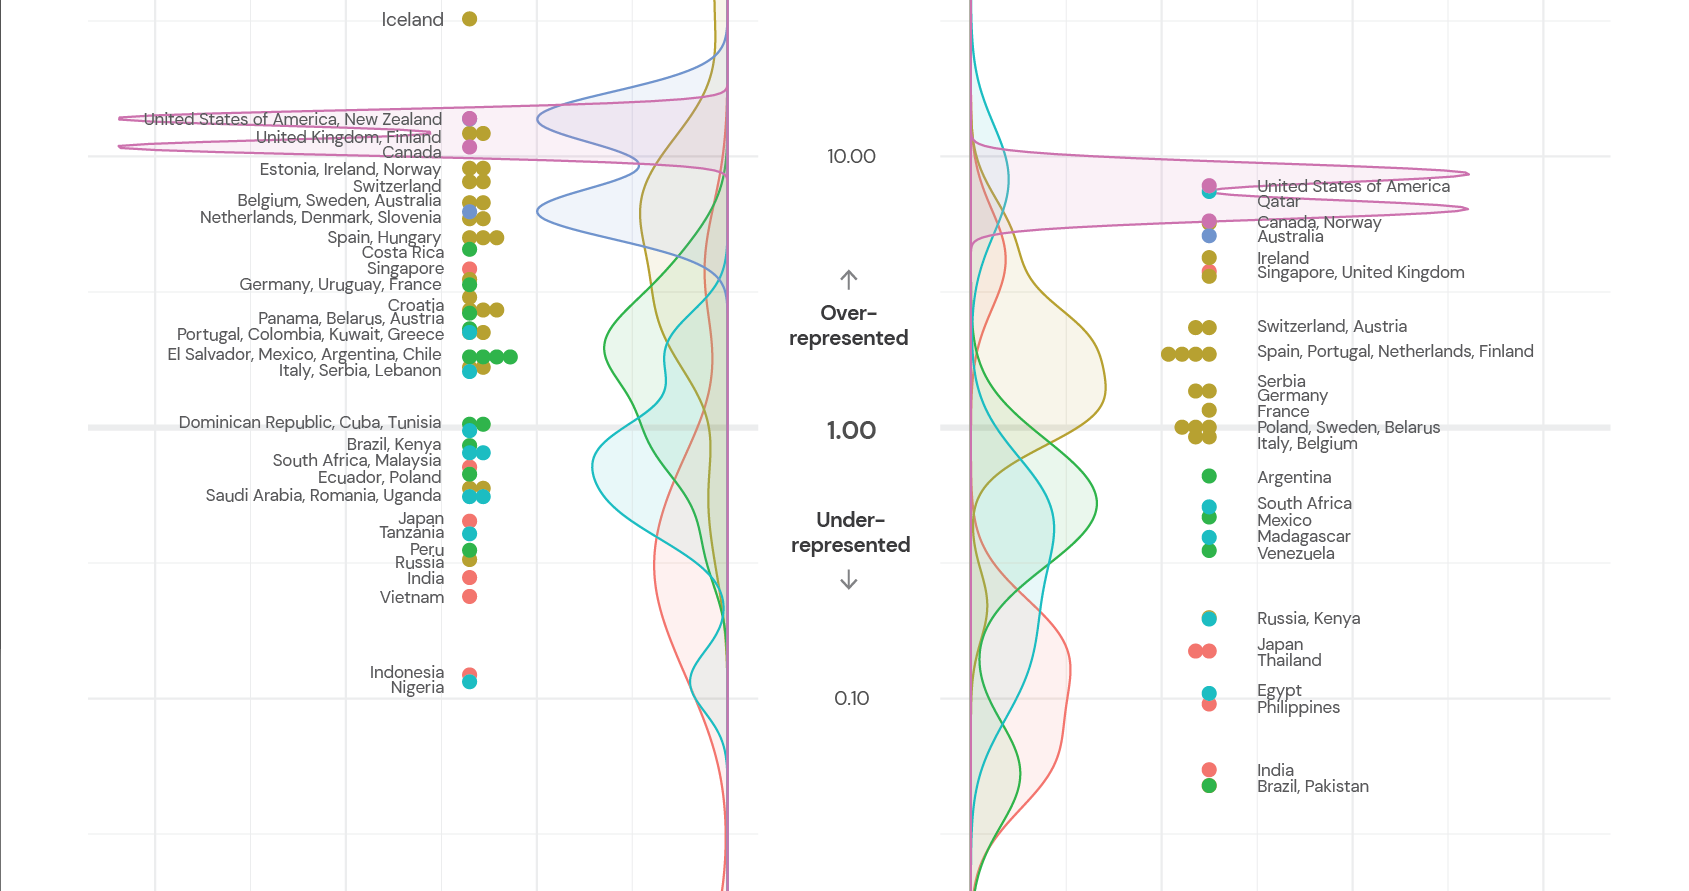 Iceland
United States of America, New Zealand
United Kingdom, Finland
Canada
Estonia, Ireland, Norway
Switzerland
Belgium, Sweden, Australia
Netherlands, Denmark, Slovenia
Spain, Hungary
Costa Rica
Singapore
Germany, Uruguay, France
Croatia
Panama, Belarus, Austria
Portugal, Colombia, Kuwait, Greece
El Salvador, Mexico, Argentina, Chile
Italy, Serbia, Lebanon
Dominican Republic, Cuba, Tunisia
Brazil, Kenya
South Africa, Malaysia
Ecuador, Poland
Saudi Arabia, Romania, Uganda
Japan
Tanzania
Peru
Russia
India
Vietnam
Indonesia
Nigeria
10.00
Over-
represented
1.00
Under-
represented
0.10
United States of America
Qatar
Canada, Norway
Australia
Ireland
Singapore, United Kingdom
Switzerland, Austria
Spain, Portugal, Netherlands, Finland
Serbia
Germany
France
Poland, Sweden, Belarus
Italy, Belgium
Argentina
South Africa
Mexico
Madagascar
Venezuela
Russia, Kenya
Japan
Thailand
Egypt
Philippines
India
Brazil, Pakistan